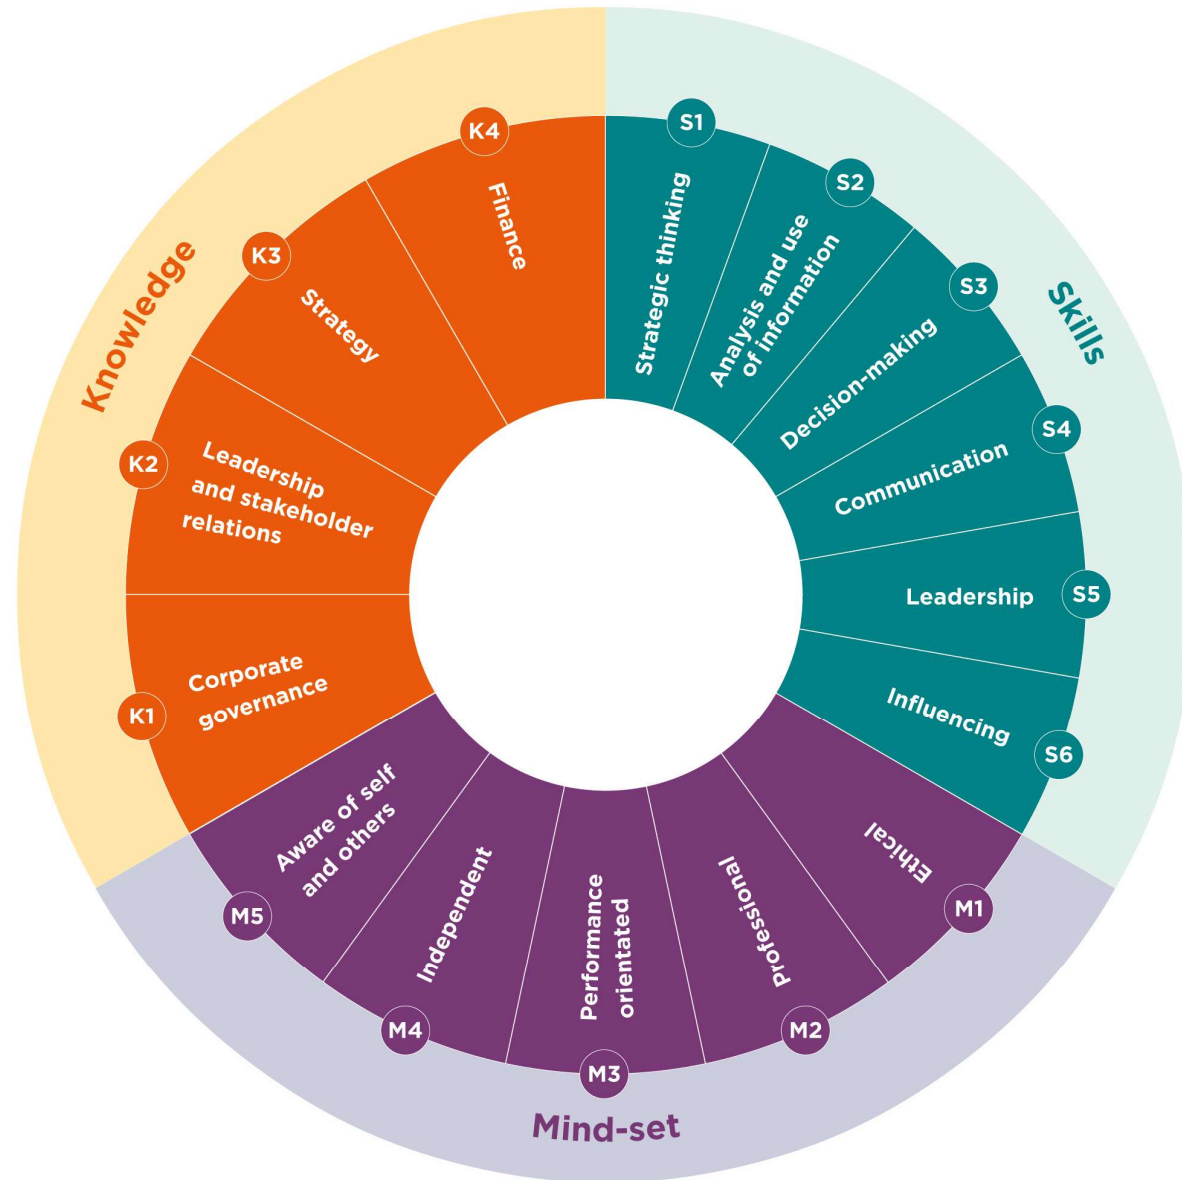 Knowledge
K4
Finance
K3
Strategy
K2
Leadership
and stakeholder
relations
K1
Corporate
governance
Skills
S1
Strategic thinking
S2
Analysis and use
of information
S3
Decision-making
S4
Communication
S5
Leadership
S6
Influencing
Mind-set
M1
Ethical
M2
Professional
M3
Performance
orientated
M4
Independent
M5
Aware of self
and others